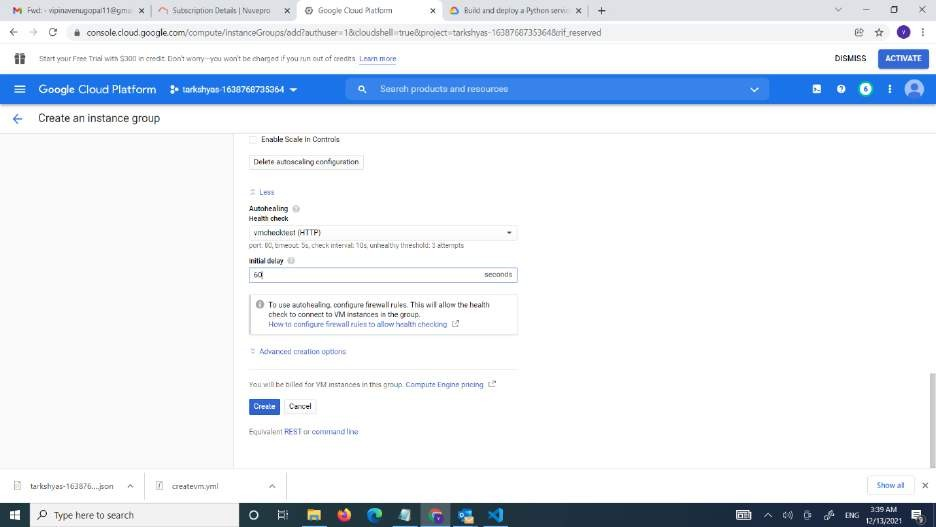 Fwd: - vipinavenugopal11@gma
Subscription Details | Nuvepro
Google Cloud Platform
Build and deploy a Python servic
console.cloud.google.com/compute/instanceGroups/add?authuser=1&cloudshell=true&project=tarkshyas-1638768735364&rif_reserved
Start your Free Trial with $300 in credit. Don't worry—you won't be charged if you run out of credits. Learn more
DISMISS
ACTIVATE
Google Cloud Platform
tarkshyas-1638768735364
Search products and resources
6
Create an instance group
Enable Scale In Controls
Delete autoscaling configuration
Less
Autohealing
Health check
vmchecktest (HTTP)
port: 80, timeout: 5s, check interval: 10s, unhealthy threshold: 3 attempts
Initial delay
60 seconds
To use autohealing, configure firewall rules. This will allow the health
check to connect to VM instances in the group.
How to configure firewall rules to allow health checking
Advanced creation options
You will be billed for VM instances in this group. Compute Engine pricing
Create Cancel
Equivalent REST or command line
tarkshyas-163876....json
createvm.yml
Show all
Type here to search
ENG
3:39 AM
12/13/2021